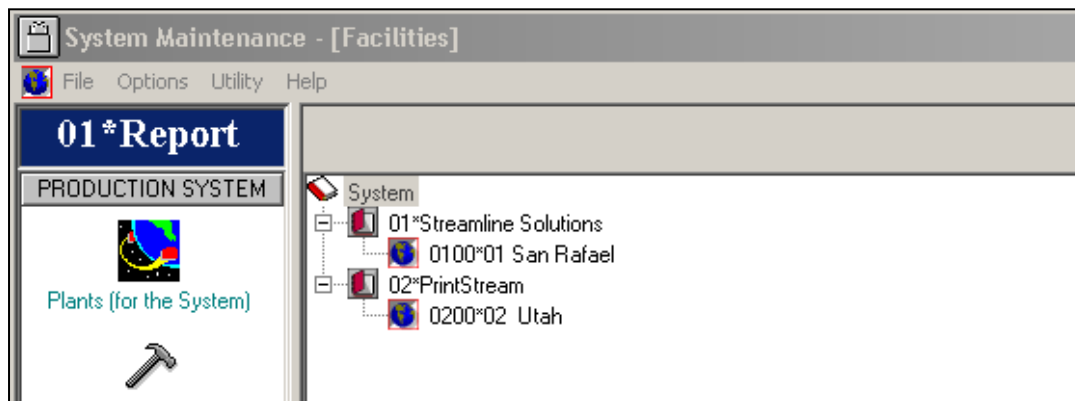 System Maintenance - [Facilities]
File Options Utility Help
01*Report
PRODUCTION SYSTEM
Plants (for the System)
System
01*Streamline Solutions
0100*01 San Rafael
02*PrintStream
0200*02 Utah